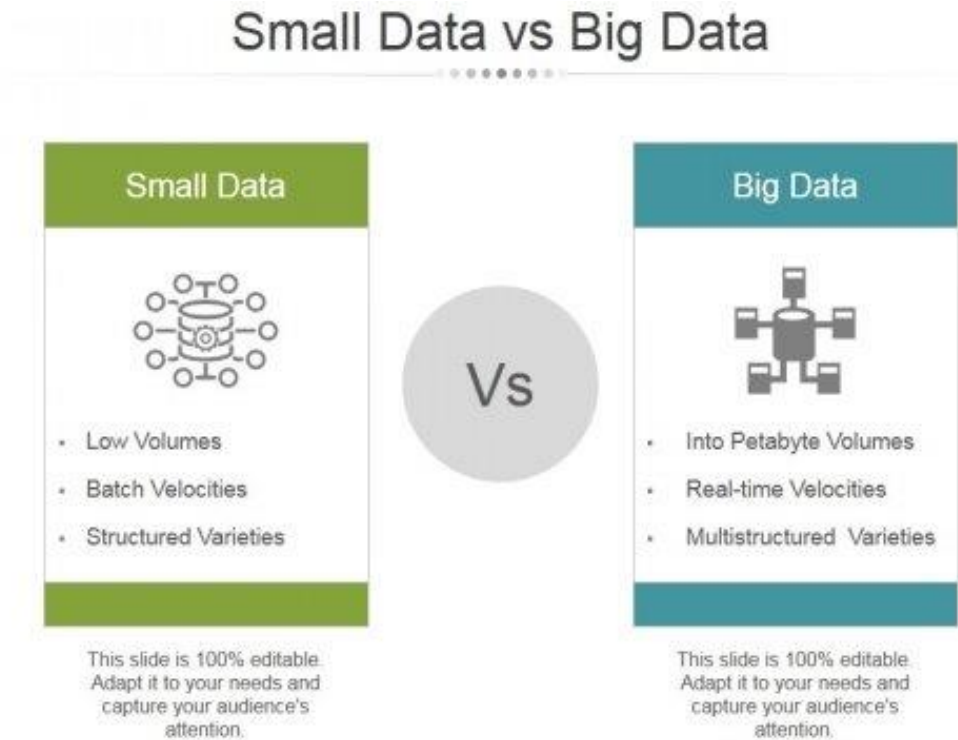 Small Data vs Big Data
Small Data
• Low Volumes
• Batch Velocities
• Structured Varieties
This slide is 100% editable.
Adapt it to your needs and
capture your audience's
attention.
Vs
Big Data
• Into Petabyte Volumes
• Real-time Velocities
• Multistructured Varieties
This slide is 100% editable.
Adapt it to your needs and
capture your audience's
attention.